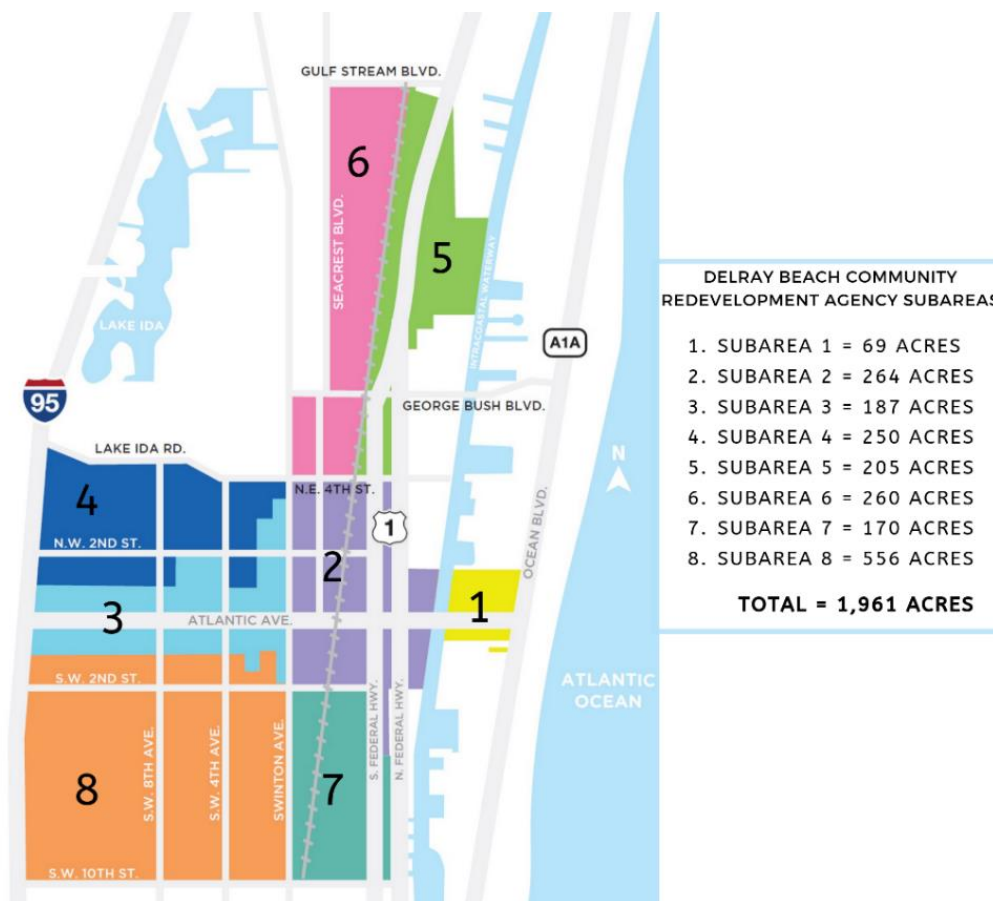 GULF STREAM BLVD.
6
SEACREST BLVD.
5
INTRACOASTAL WATERWAY
LAKE IDA
A1A
95
GEORGE BUSH BLVD.
LAKE IDA RD.
N
4
N.E. 4TH ST.
1
N.W. 2ND ST.
2
OCEAN BLVD.
3
ATLANTIC AVE.
1
S.W. 2ND ST.
ATLANTIC
OCEAN
8
S.W. 8TH AVE.
S.W. 4TH AVE.
SWINTON AVE.
7
S. FEDERAL HWY.
N. FEDERAL HWY.
S.W. 10TH ST.
DELRAY BEACH COMMUNITY
REDEVELOPMENT AGENCY SUBAREAS
1. SUBAREA 1 = 69 ACRES
2. SUBAREA 2 = 264 ACRES
3. SUBAREA 3 = 187 ACRES
4. SUBAREA 4 = 250 ACRES
5. SUBAREA 5 = 205 ACRES
6. SUBAREA 6 = 260 ACRES
7. SUBAREA 7 = 170 ACRES
8. SUBAREA 8 = 556 ACRES
TOTAL = 1,961 ACRES